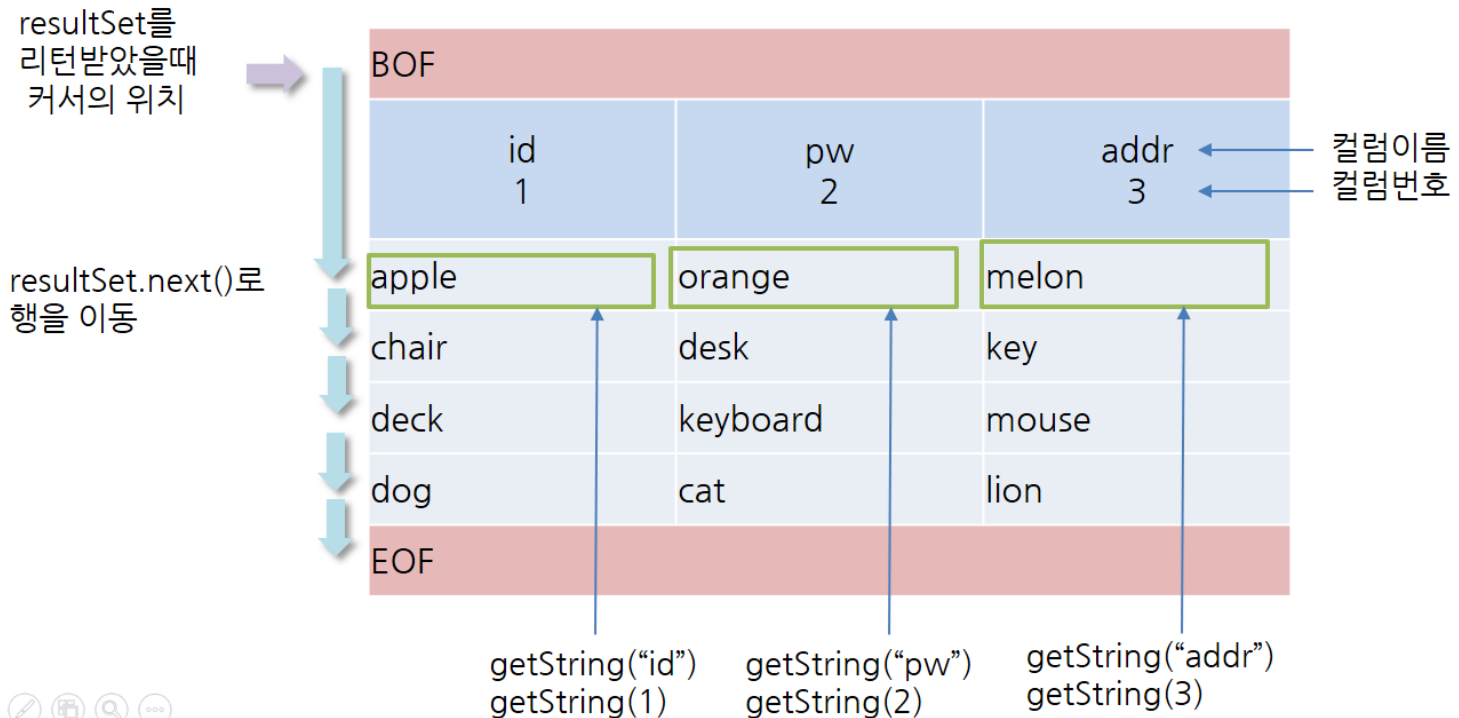 resultSet를
리턴받았을때
커서의 위치
BOF
id
1
pw
2
addr
3
컬럼이름
컬럼번호
resultSet.next()로
행을 이동
apple
orange
melon
chair
desk
key
deck
keyboard
mouse
dog
cat
lion
EOF
getString(“id”)
getString(1)
getString(“pw”)
getString(2)
getString(“addr”)
getString(3)